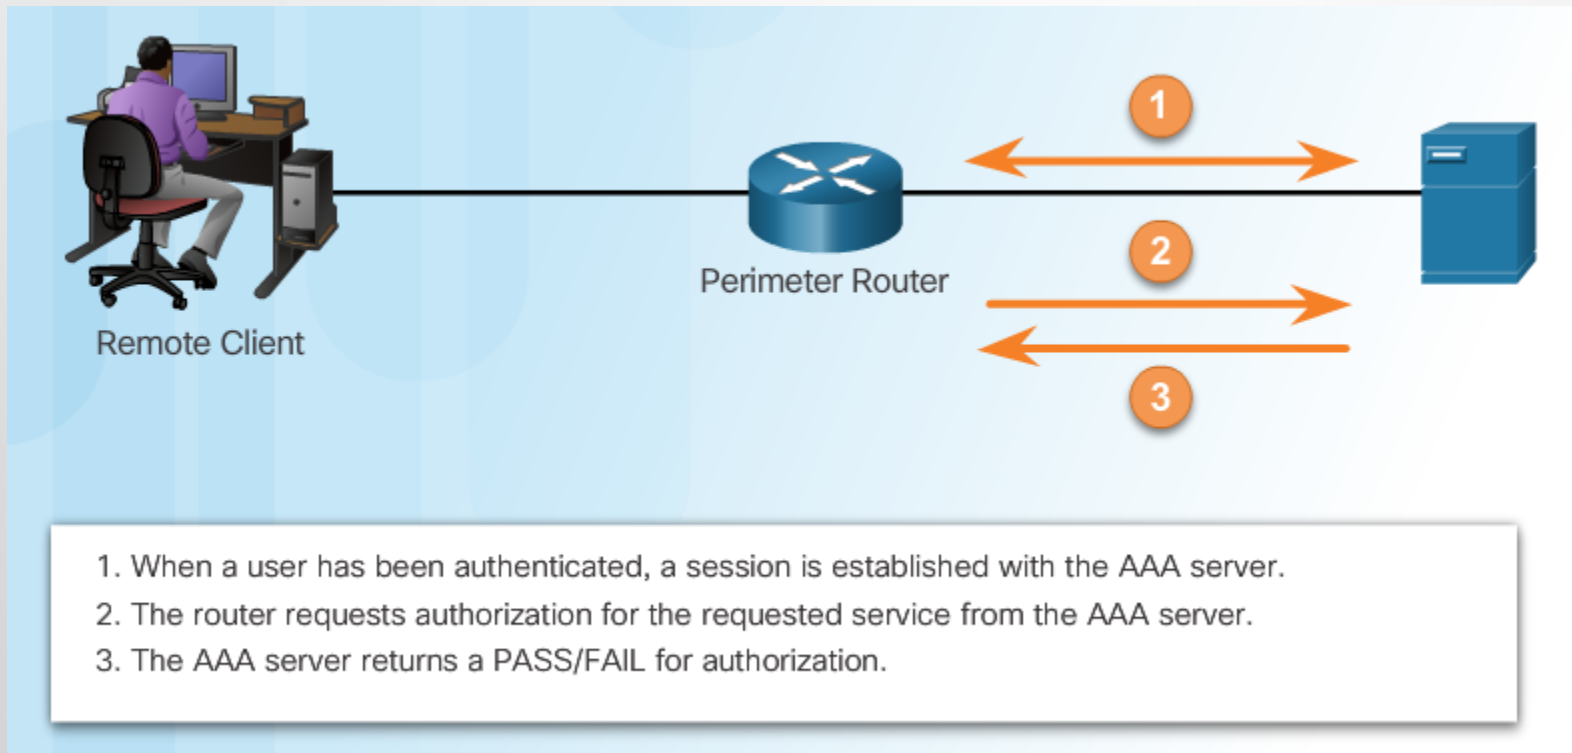 1
2
Perimeter Router
Remote Client
3
1. When a user has been authenticated, a session is established with the AAA server.
2. The router requests authorization for the requested service from the AAA server.
3. The AAA server returns a PASS/FAIL for authorization.